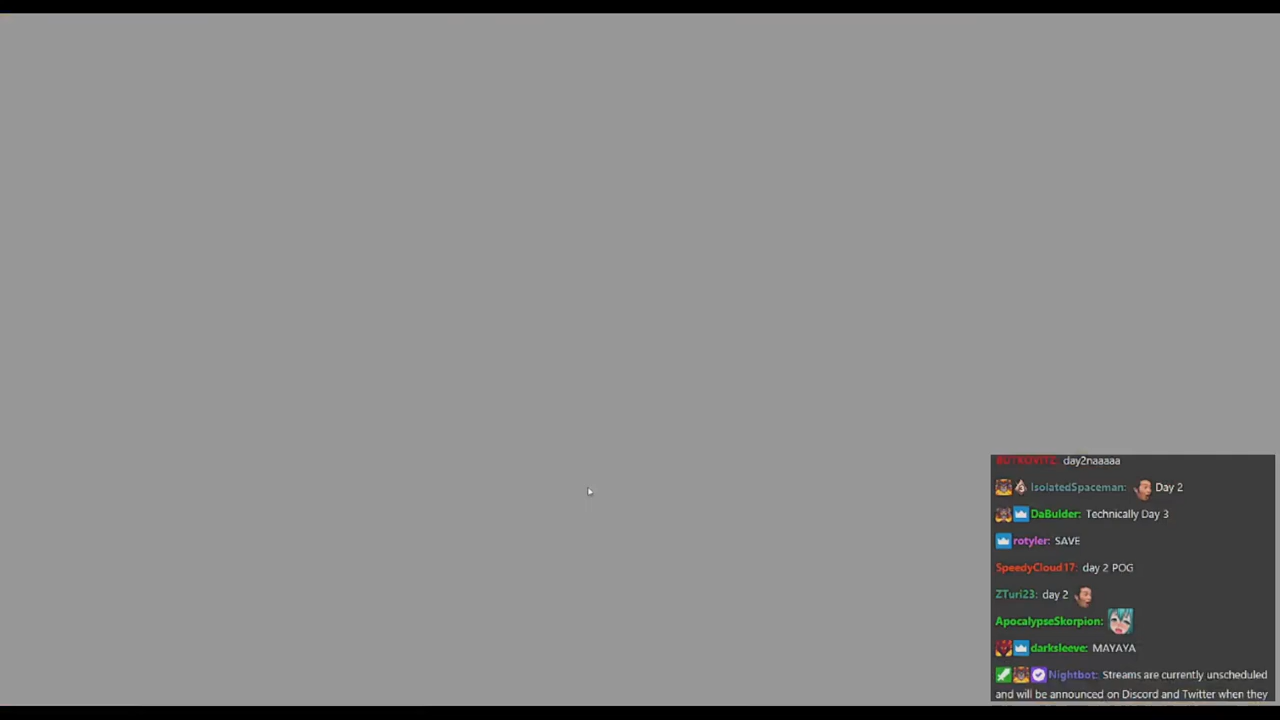 BUTKOVITZ: day2naaaaa
IsolatedSpaceman: Day 2
DaBulder: Technically Day 3
rotyler: SAVE
SpeedyCloud17: day 2 POG
ZTuri23: day 2
ApocalypseSkorpion:
darksleeve: MAYAYA
Nightbot: Streams are currently unscheduled
and will be announced on Discord and Twitter when they